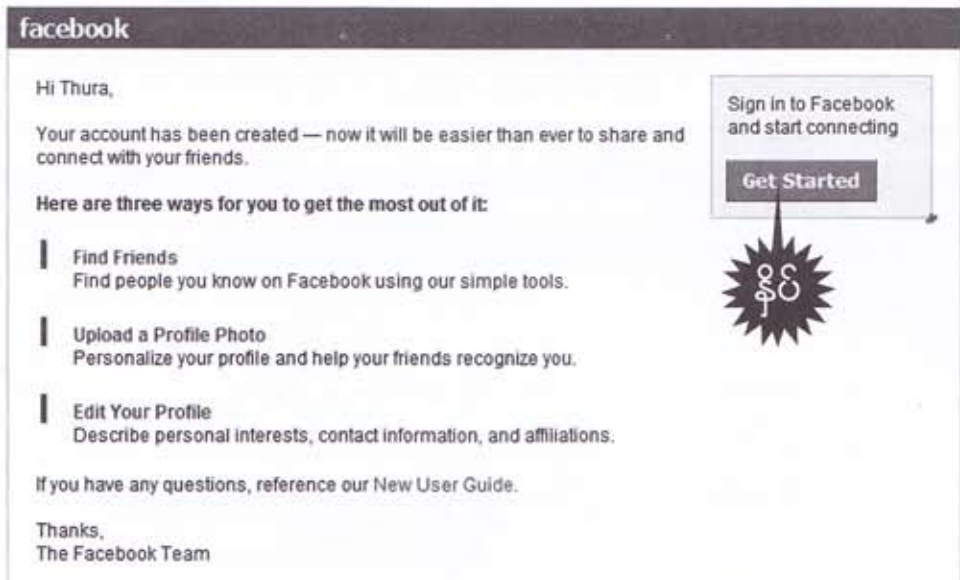 facebook
Hi Thura,
Your account has been created — now it will be easier than ever to share and
connect with your friends.
Here are three ways for you to get the most out of it:
Find Friends
Find people you know on Facebook using our simple tools.
Upload a Profile Photo
Personalize your profile and help your friends recognize you.
Edit Your Profile
Describe personal interests, contact information, and affiliations.
If you have any questions, reference our New User Guide.
Thanks,
The Facebook Team
Sign in to Facebook
and start connecting
Get Started
နှိပ်